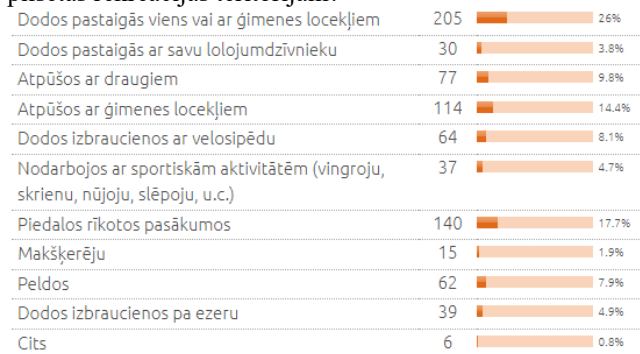 Dodos pastaigās viens vai ar ģimenes locekļiem 205 26%
Dodos pastaigās ar savu lolojumdzīvnieku 30 3.8%
Atpūšos ar draugiem 77 9.8%
Atpūšos ar ģimenes locekļiem 114 14.4%
Dodos izbraucienos ar velosipēdu 64 8.1%
Nodarbojos ar sportiskām aktivitātēm (vingroju, 37 4.7%
skrienu, nūjoju, slēpoju, u.c.)
Piedalos rīkotos pasākumos 140 17.7%
Makšķerēju 15 1.9%
Peldos 62 7.9%
Dodos izbraucienos pa ezeru 39 4.9%
Cits 6 0.8%